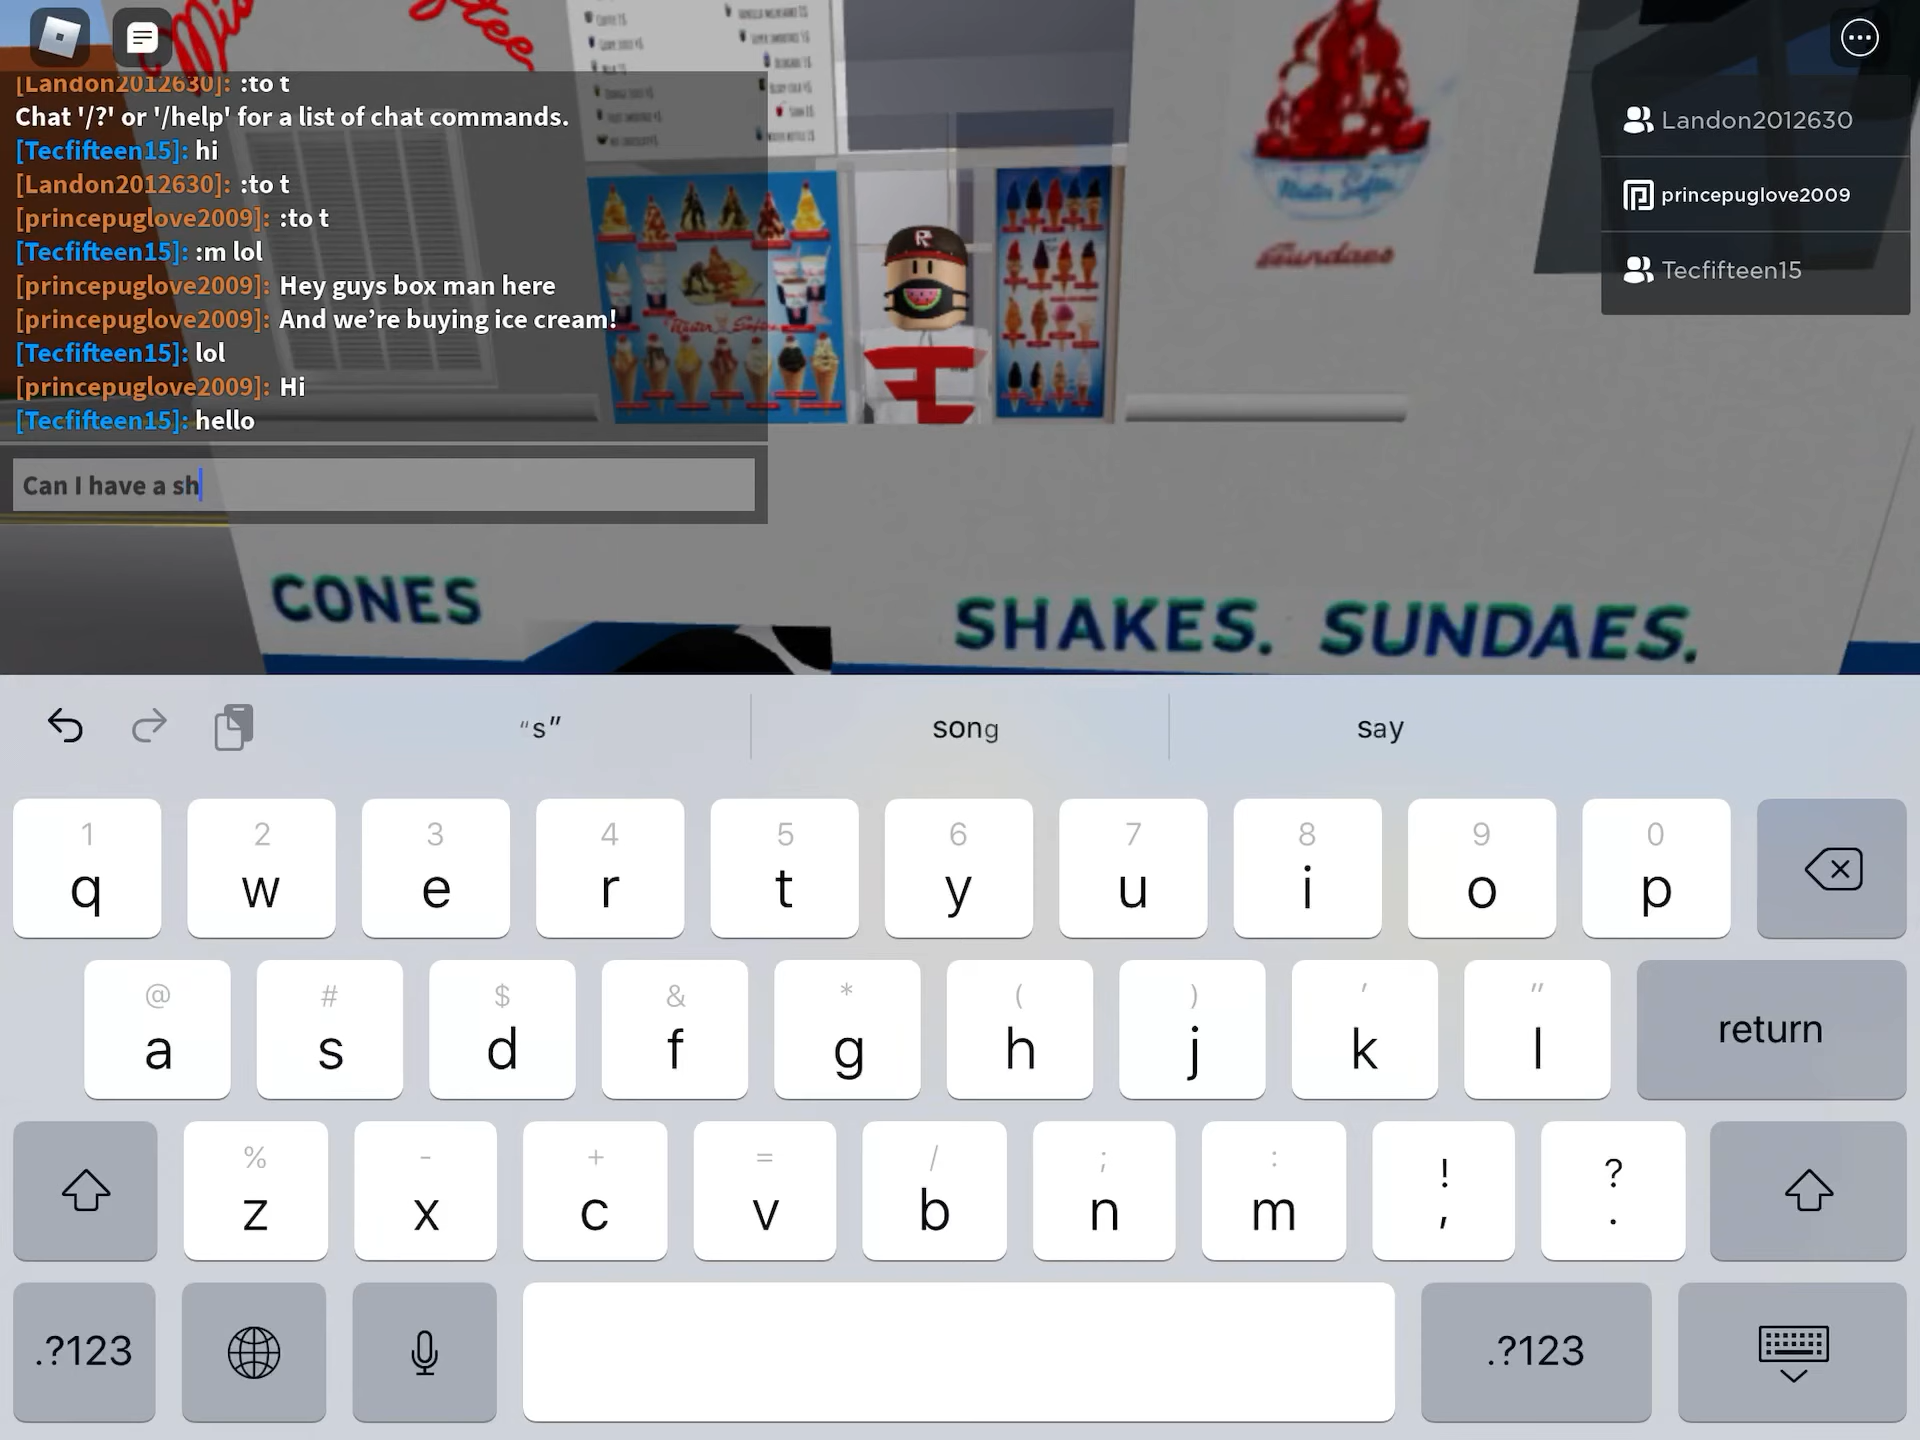 [Landon2012630]: :to t
Chat '/?' or '/help' for a list of chat commands.
[Tecfifteen15]: hi
[Landon2012630]: :to t
[princepuglove2009]: :to t
[Tecfifteen15]: :m lol
[princepuglove2009]: Hey guys box man here
[princepuglove2009]: And we’re buying ice cream!
[Tecfifteen15]: lol
[princepuglove2009]: Hi
[Tecfifteen15]: hello
Can I have a sh
Landon2012630
princepuglove2009
Tecfifteen15
R
Sundaes
CONES
SHAKES. SUNDAES.
“s” song say
1 2 3 4 5 6 7 8 9 0
q w e r t y u i o p
@ # $ & * ( ) ' "
a s d f g h j k l return
% - + = / ; : ! ?
z x c v b n m , .
.?123 .?123